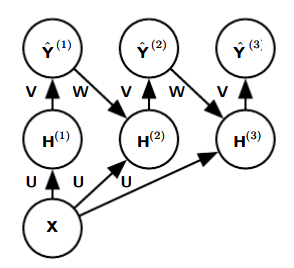 Ŷ(1) Ŷ(2) Ŷ(3)
V W V W V
H(1) H(2) H(3)
U U U
X